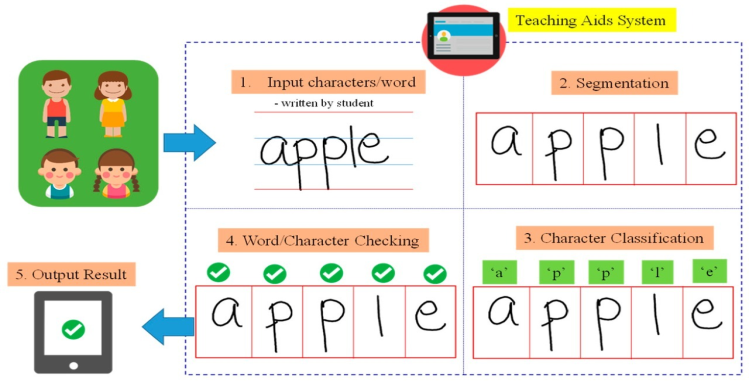 Teaching Aids System
1. Input characters/word
- written by student
apple
2. Segmentation
a p p l e
3. Character Classification
‘a’ ‘p’ ‘p’ ‘l’ ‘e’
a p p l e
4. Word/Character Checking
a p p l e
5. Output Result